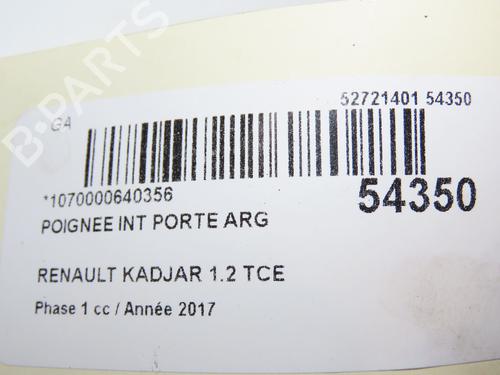 B-PARTS
GA
52721401 54350
*1070000640356
54350
POIGNEE INT PORTE ARG
RENAULT KADJAR 1.2 TCE
Phase 1 cc / Année 2017